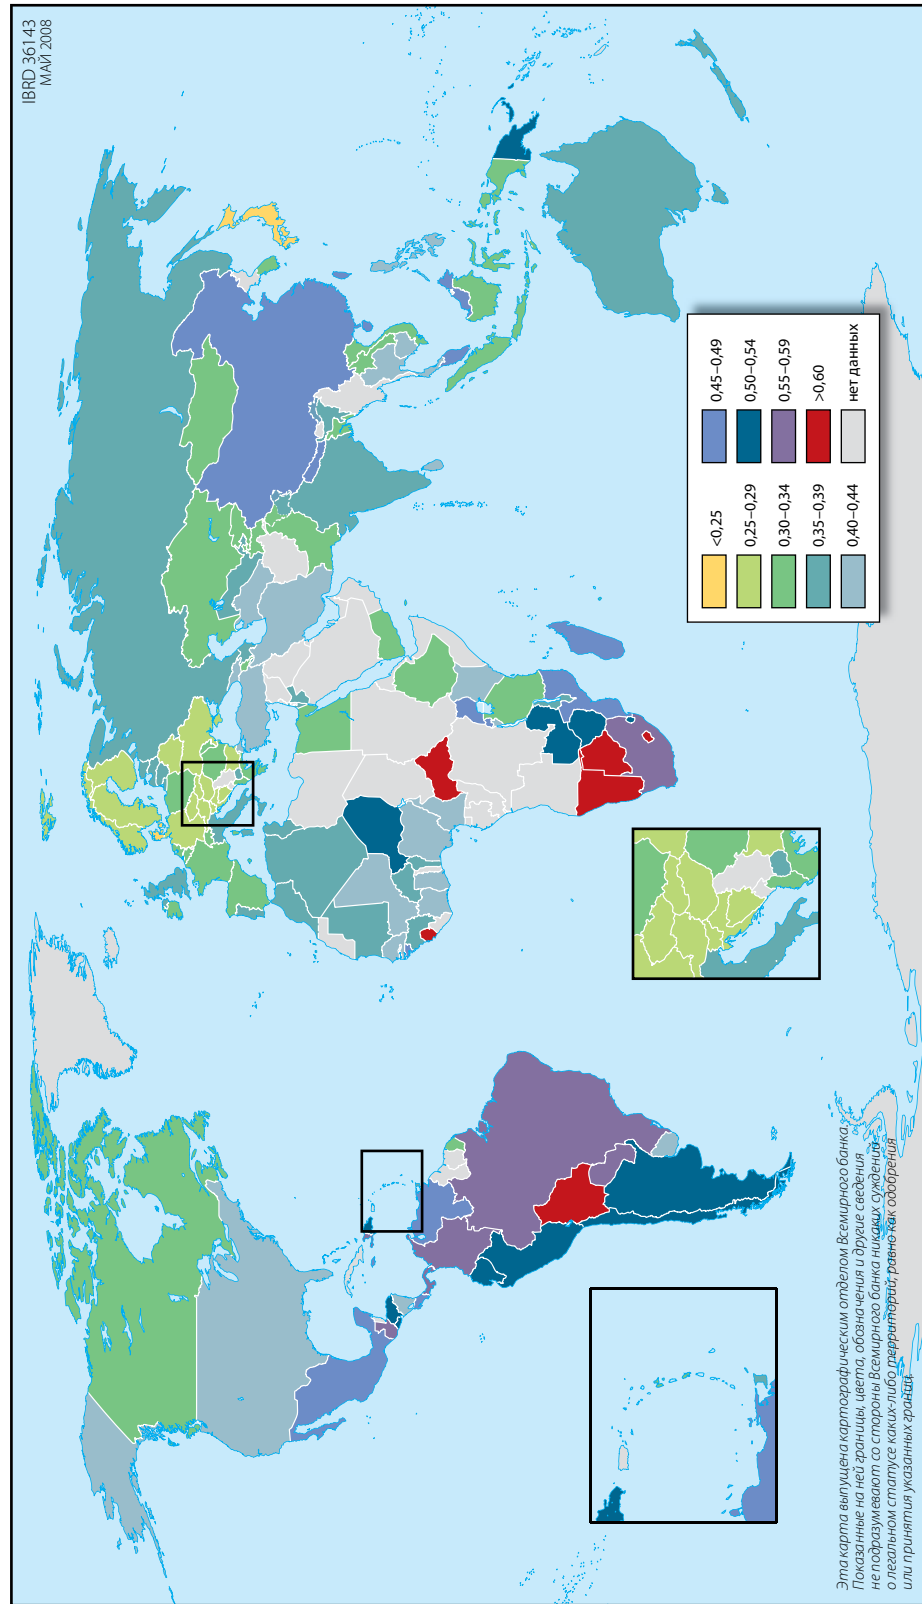 IBRD 36143
МАЙ 2008
<0,25
0,25–0,29
0,30–0,34
0,35–0,39
0,40–0,44
0,45–0,49
0,50–0,54
0,55–0,59
>0,60
нет данных
Эта карта выпущена картографическим отделом Всемирного банка.
Показанные на ней границы, цвета, обозначения и другие сведения
не подразумевают со стороны Всемирного банка никаких суждений
о легальном статусе каких-либо территорий, равно как одобрения
или принятия указанных границ.